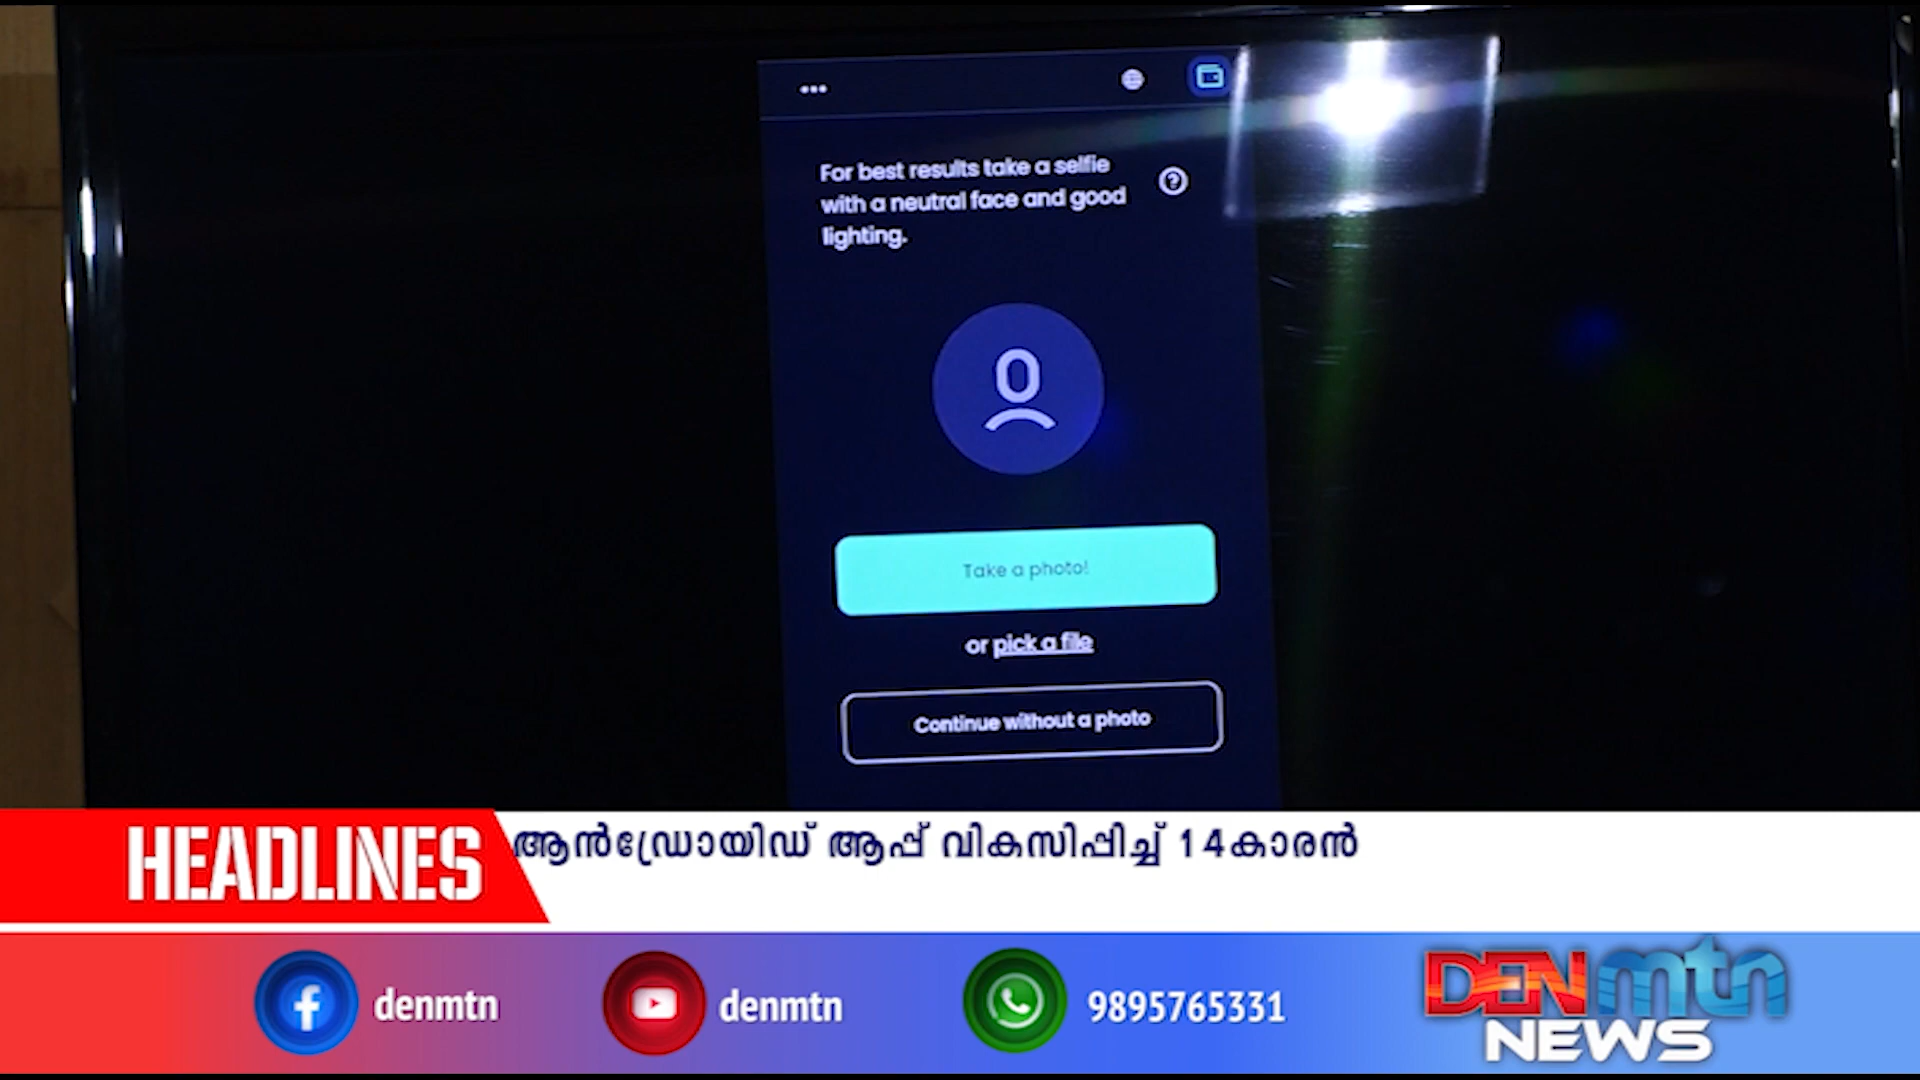 For best results take a selfie
with a neutral face and good
lighting.
Take a photo!
or pick a file
Continue without a photo
HEADLINES
ആൻഡ്രോയിഡ് ആപ്പ് വികസിപ്പിച്ച് 14കാരൻ
denmtn
denmtn
9895765331
DEN mtn
NEWS